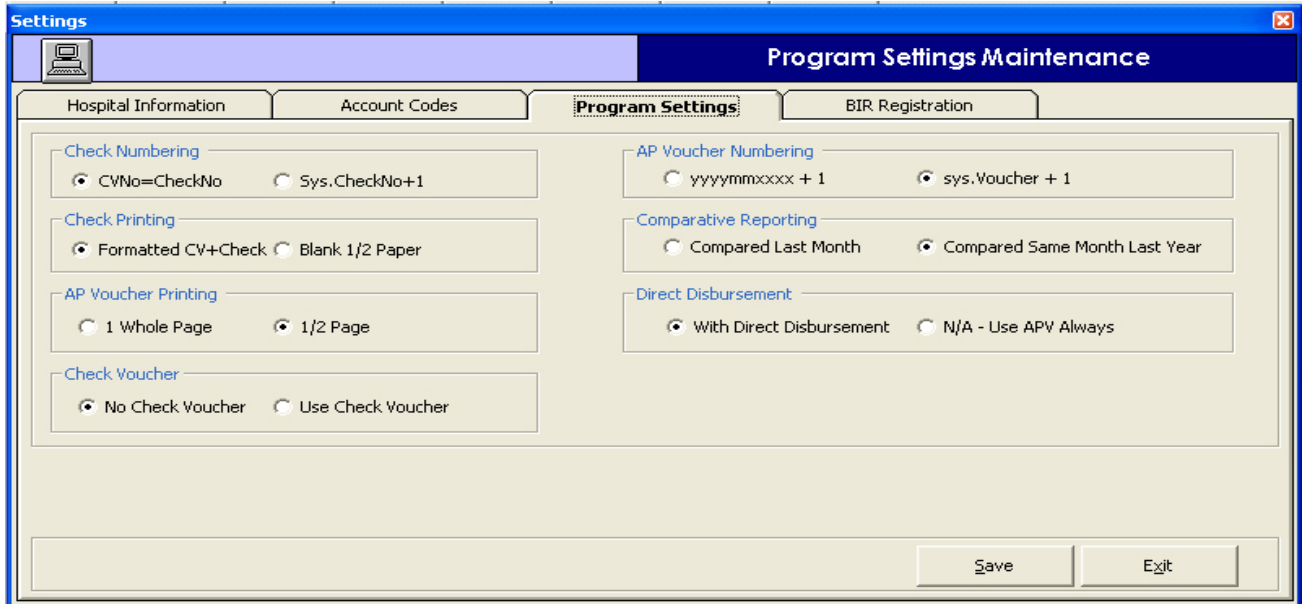 Settings
Program Settings Maintenance
Hospital Information
Account Codes
Program Settings
BIR Registration
Check Numbering
CVNo=CheckNo
Sys.CheckNo+1
AP Voucher Numbering
yyyymmxxxx + 1
sys.Voucher + 1
Check Printing
Formatted CV+Check
Blank 1/2 Paper
Comparative Reporting
Compared Last Month
Compared Same Month Last Year
AP Voucher Printing
1 Whole Page
1/2 Page
Direct Disbursement
With Direct Disbursement
N/A - Use APV Always
Check Voucher
No Check Voucher
Use Check Voucher
Save
Exit